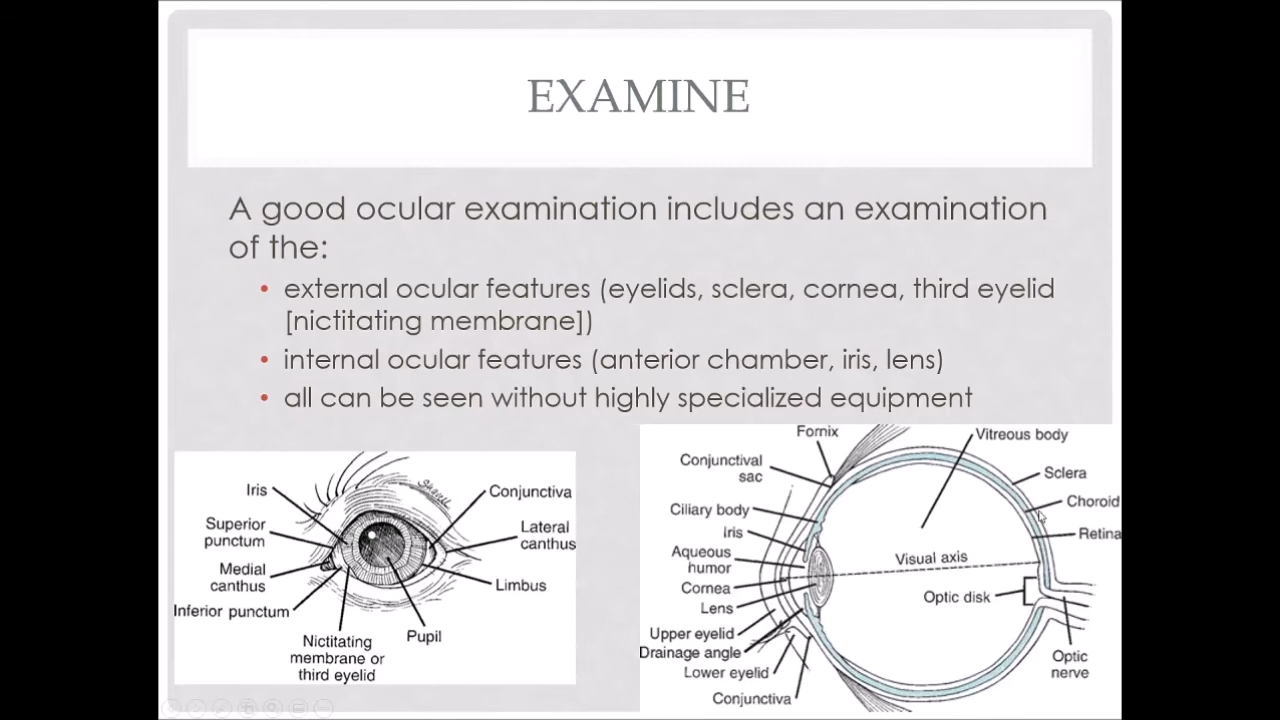 EXAMINE
A good ocular examination includes an examination
of the:
• external ocular features (eyelids, sclera, cornea, third eyelid
[nictitating membrane])
• internal ocular features (anterior chamber, iris, lens)
• all can be seen without highly specialized equipment
Iris
Superior
punctum
Medial
canthus
Inferior punctum
Nictitating
membrane or
third eyelid
Pupil
Conjunctiva
Lateral
canthus
Limbus
Fornix
Conjunctival
sac
Ciliary body
Iris
Aqueous
humor
Cornea
Lens
Upper eyelid
Drainage angle
Lower eyelid
Conjunctiva
Vitreous body
Sclera
Choroid
Retina
Visual axis
Optic disk
Optic
nerve